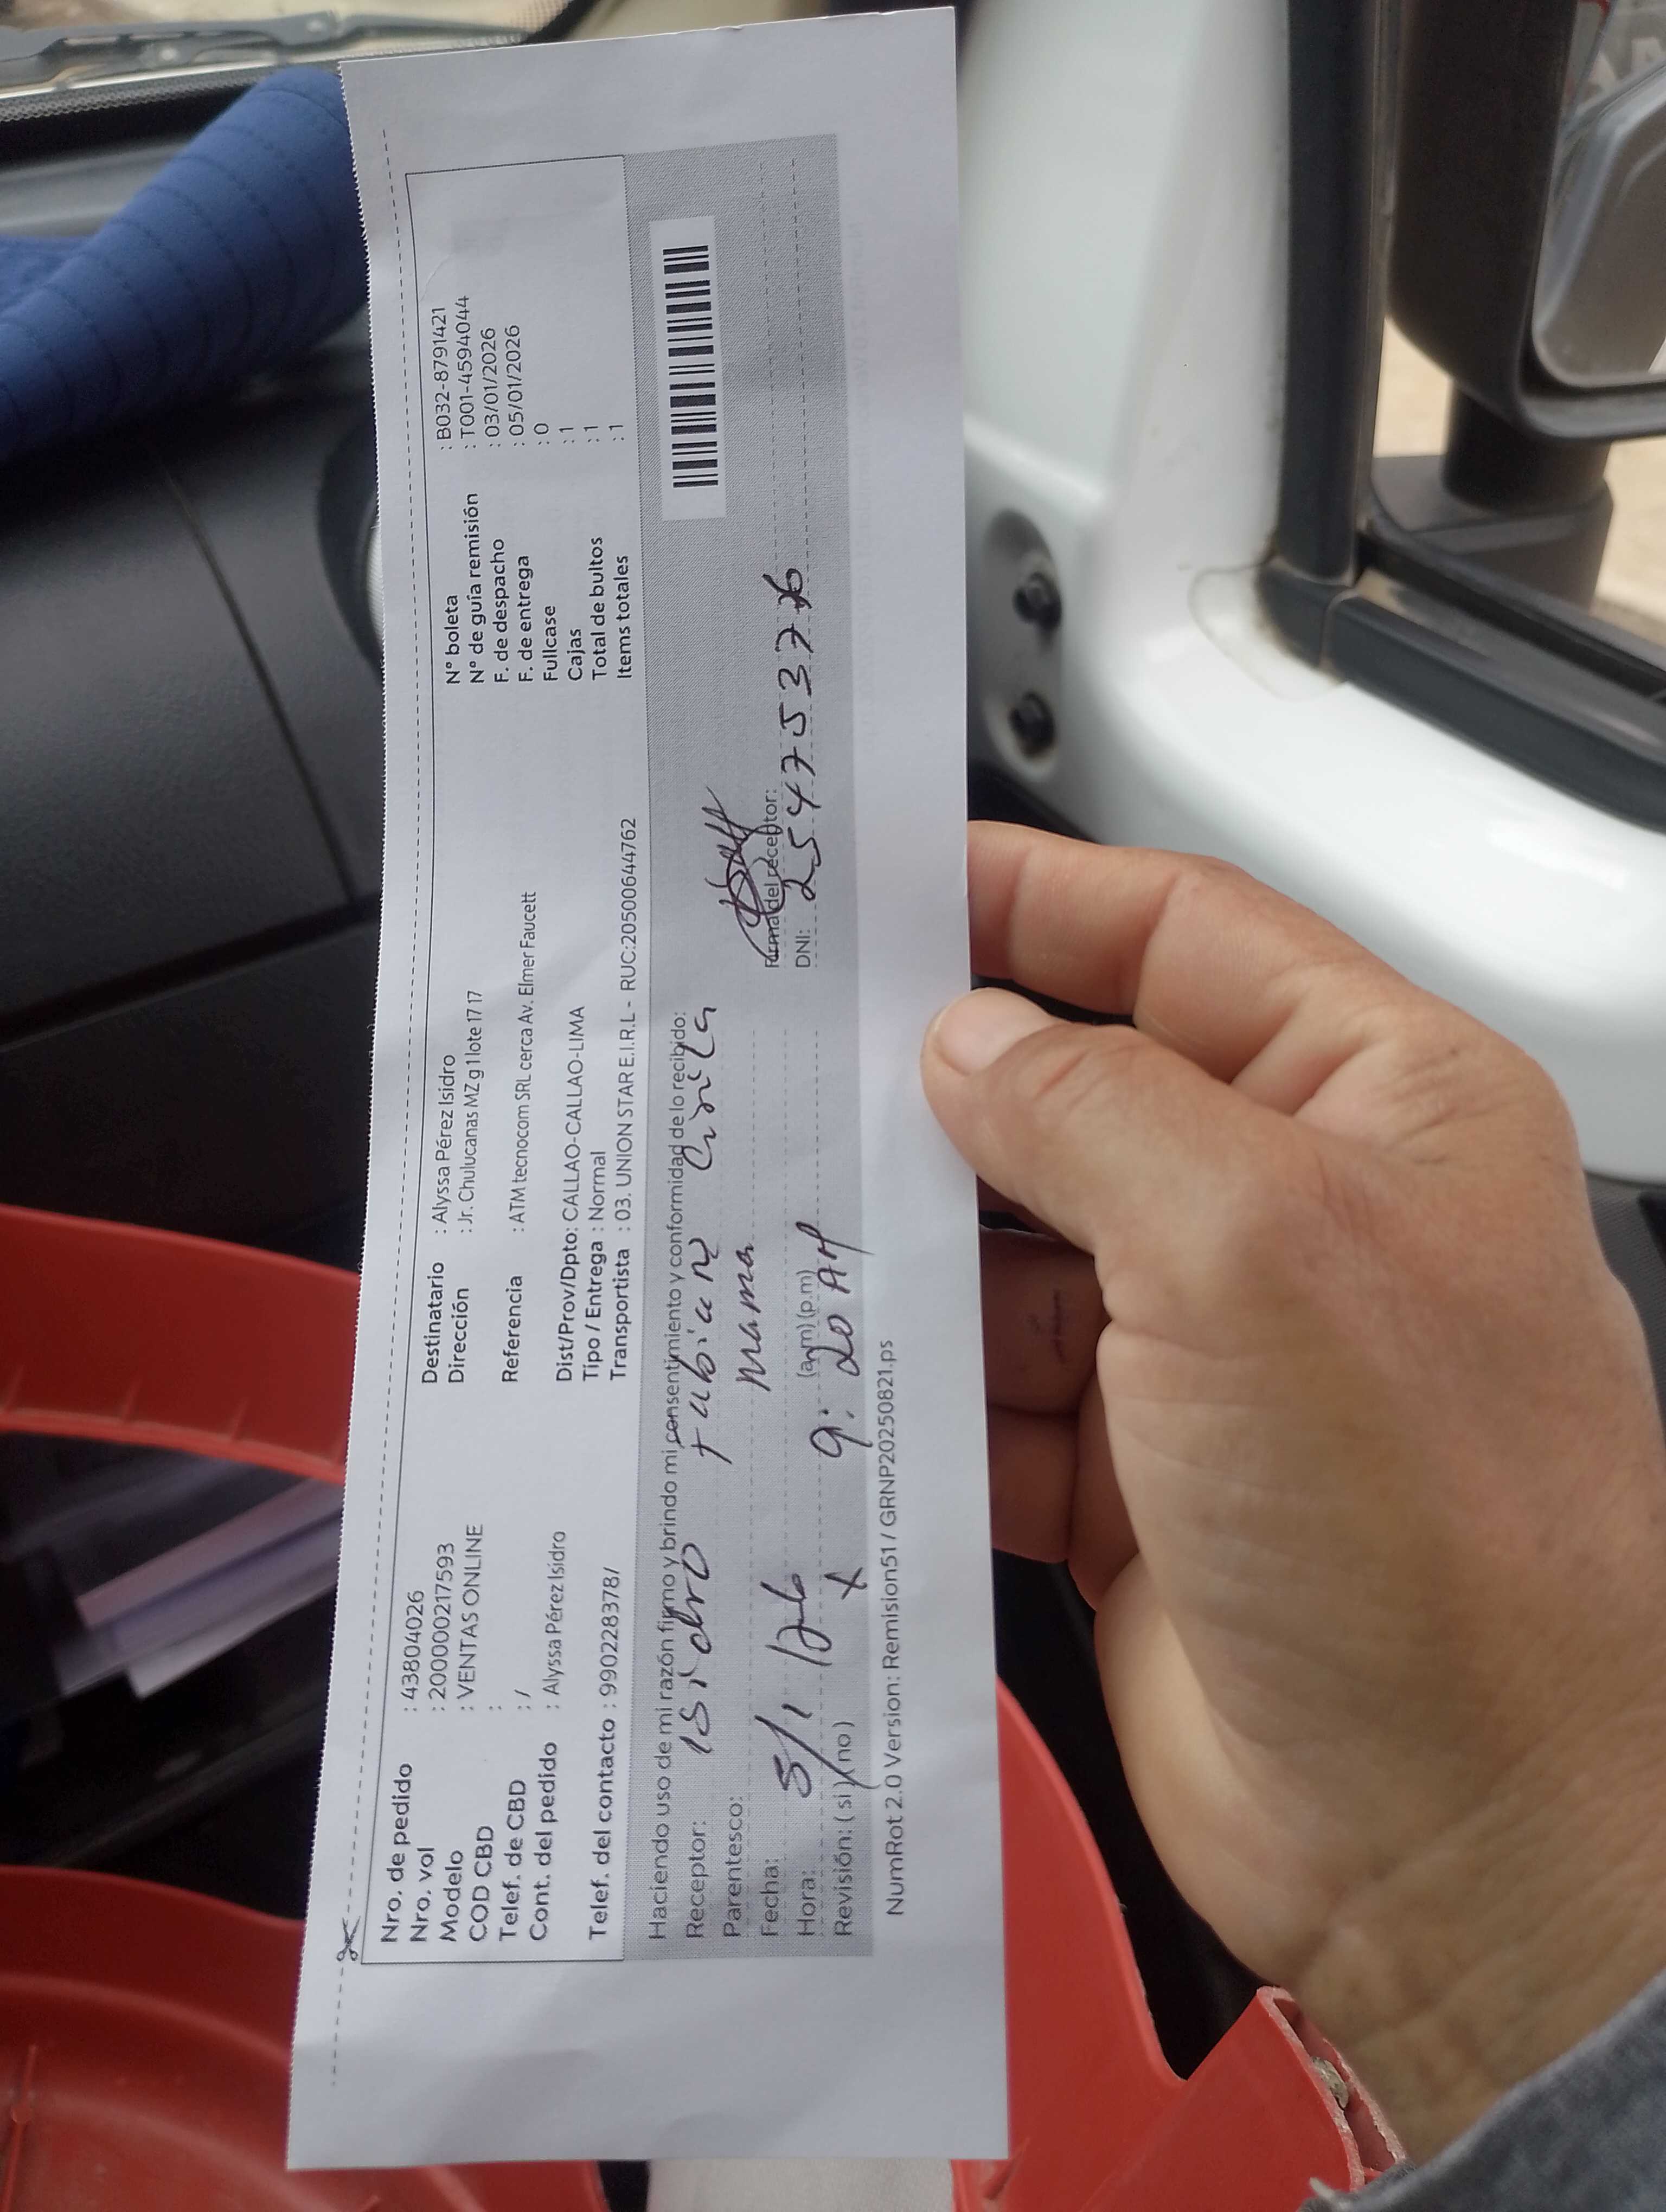 Nro. de pedido : 43804026
Nro. vol : 200000217593
Modelo : VENTAS ONLINE
COD CBD :
Telef. de CBD : /
Cont. del pedido : Alyssa Pérez Isidro
Telef. del contacto : 990228378/
Destinatario : Alyssa Pérez Isidro
Dirección : Jr. Chulucanas MZ g 1 lote 17 17
Referencia : ATM tecnocom SRL cerca Av. Elmer Faucett
Dist/Prov/Dpto: CALLAO-CALLAO-LIMA
Tipo / Entrega : Normal
Transportista : 03. UNION STAR E.I.R.L - RUC:20500644762
N° boleta : B032-8791421
N° de guía remisión : T001-4594044
F. de despacho : 03/01/2026
F. de entrega : 05/01/2026
Fullcase : 0
Cajas : 1
Total de bultos : 1
Items totales : 1
Haciendo uso de mi razón firmo y brindo mi consentimiento y conformidad de lo recibido:
Receptor: Isidro Fabian
Parentesco: mama
Fecha: 5/1/26
Hora: 9:20 AM (a.m) (p.m)
Revisión: ( si ) (no) X
Firma del receptor:
DNI: 25475376
NumRot 2.0 Version: Remision51 / GRNP20250821.ps